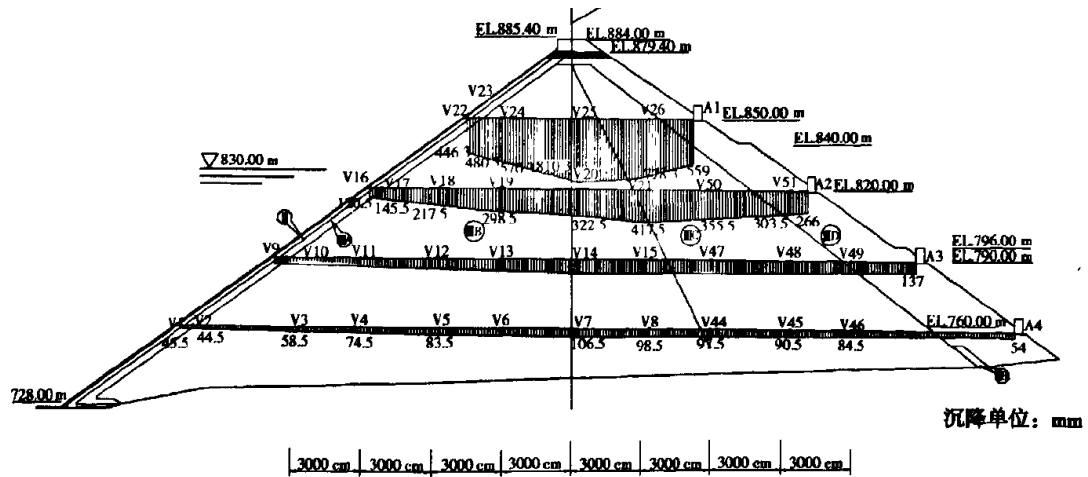 EL.885.40 m
EL.884.00 m
EL.879.40 m
V23
V22 V24 V25 V26 A1 EL.850.00 m
EL.840.00 m
446
480
559
830.00 m
V16 V17 V18 V19 V20 V21 V50 V51 A2 EL.820.00 m
145.5 217.5 298.5 322.5 417.5 355.5 303.5 266
ⅢB ⅢC ⅢD
V9 V10 V11 V12 V13 V14 V15 V47 V48 V49 A3
EL.796.00 m
EL.790.00 m
137
V2 V3 V4 V5 V6 V7 V8 V44 V45 V46 EL.760.00 m A4
44.5 58.5 74.5 83.5 106.5 98.5 91.5 90.5 84.5 54
728.00 m
沉降单位：mm
3000 cm 3000 cm 3000 cm 3000 cm 3000 cm 3000 cm 3000 cm 3000 cm